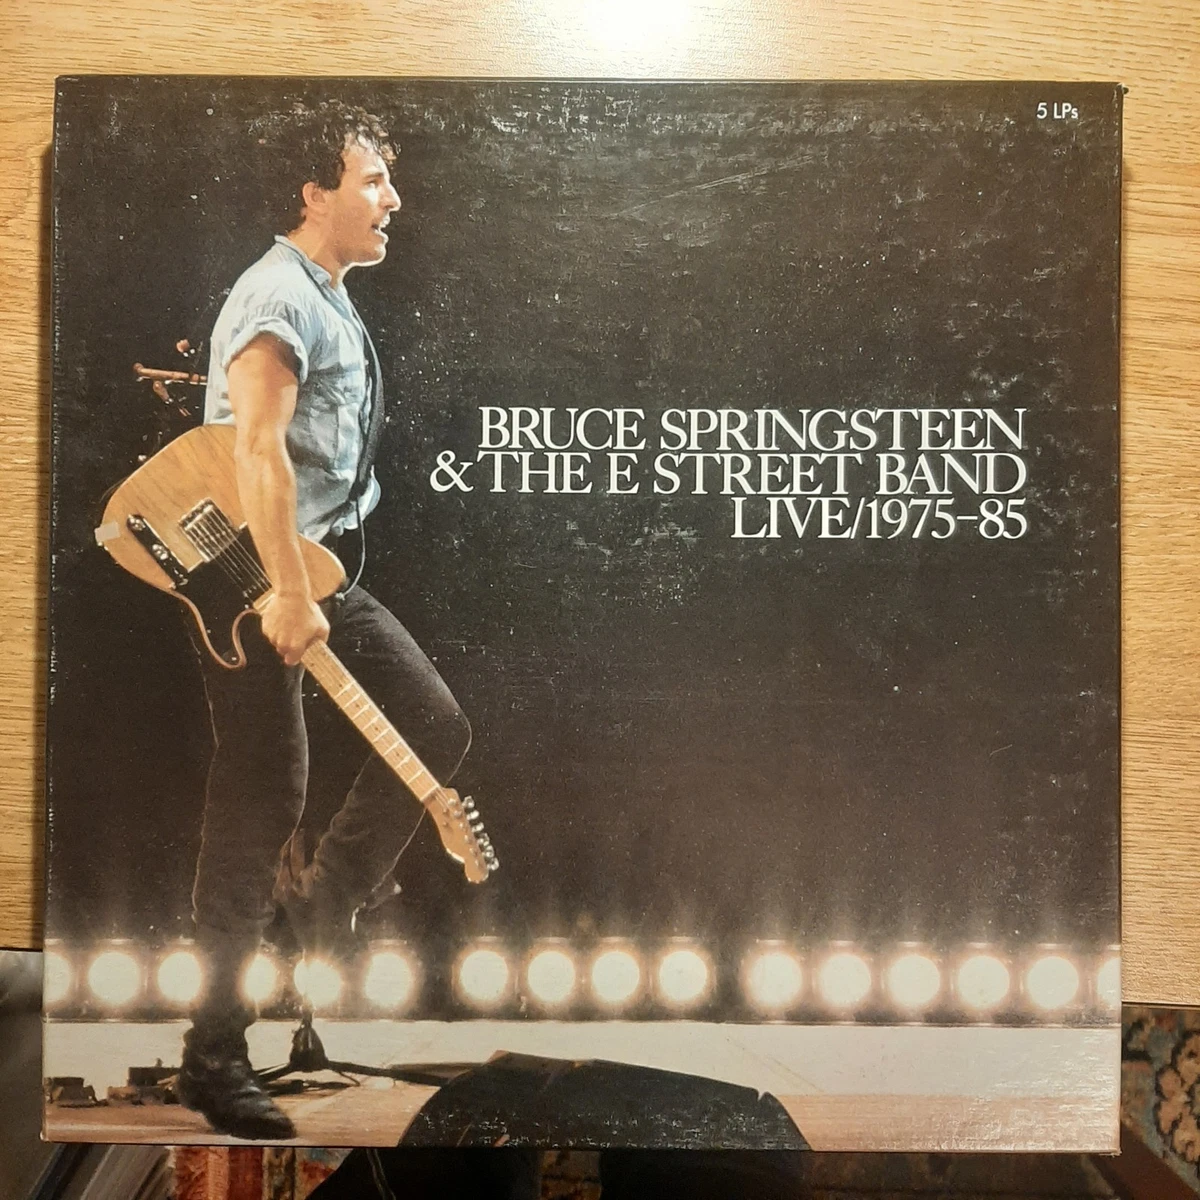 5 LPs
BRUCE SPRINGSTEEN
& THE E STREET BAND
LIVE/1975-85